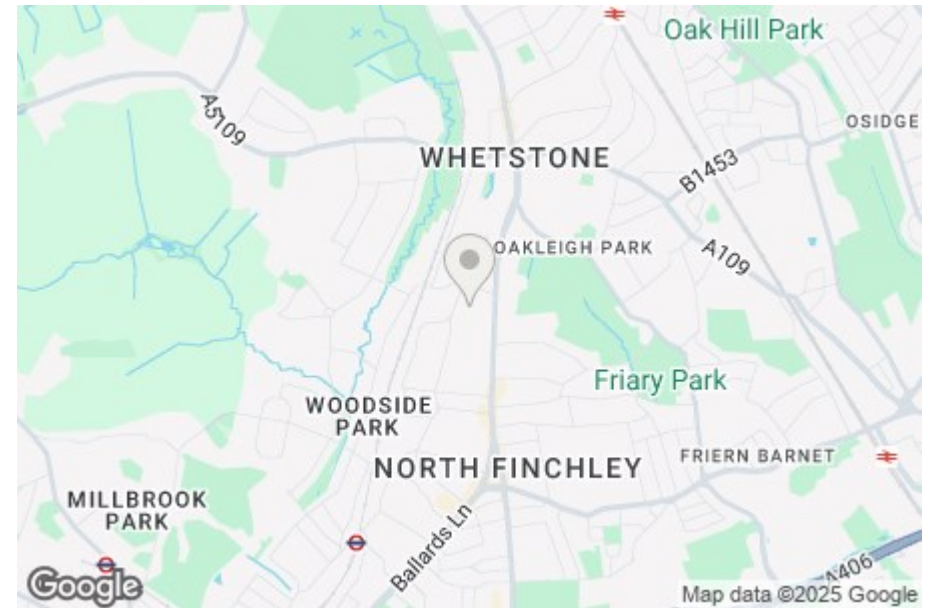 Oak Hill Park
A5109
OSIDGE
WHETSTONE
B1453
OAKLEIGH PARK
A109
Friary Park
WOODSIDE
PARK
NORTH FINCHLEY
FRIERN BARNET
MILLBROOK
PARK
Ballards Ln
A406
Google
Map data ©2025 Google